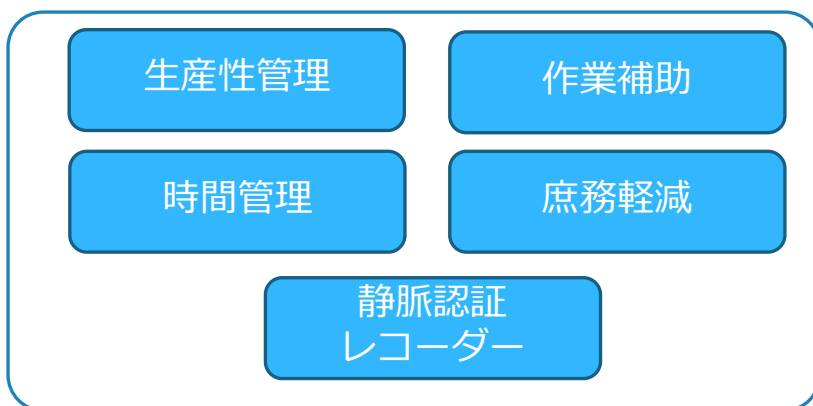 生産性管理
作業補助
時間管理
庶務軽減
静脈認証
レコーダー